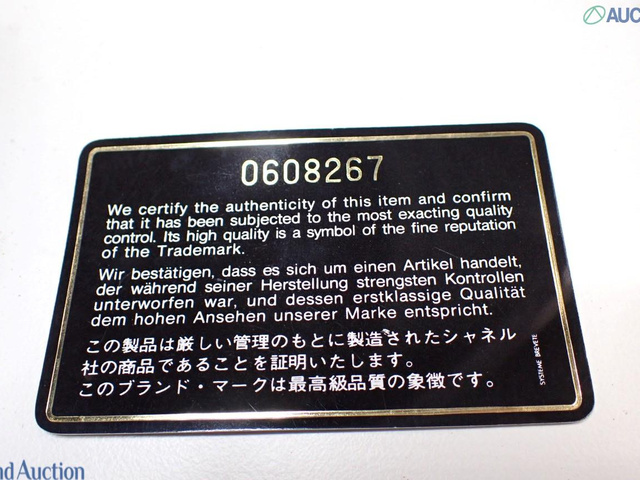 AUC
0608267
We certify the authenticity of this item and confirm
that it has been subjected to the most exacting quality
control. Its high quality is a symbol of the fine reputation
of the Trademark.
Wir bestätigen, dass es sich um einen Artikel handelt,
der während seiner Herstellung strengsten Kontrollen
unterworfen war, und dessen erstklassige Qualität
dem hohen Ansehen unserer Marke entspricht.
この製品は厳しい管理のもとに製造されたシャネル
社の商品であることを証明いたします。
このブランド・マークは最高級品質の象徴です。
SYSTEME BREVETE
nd Auction